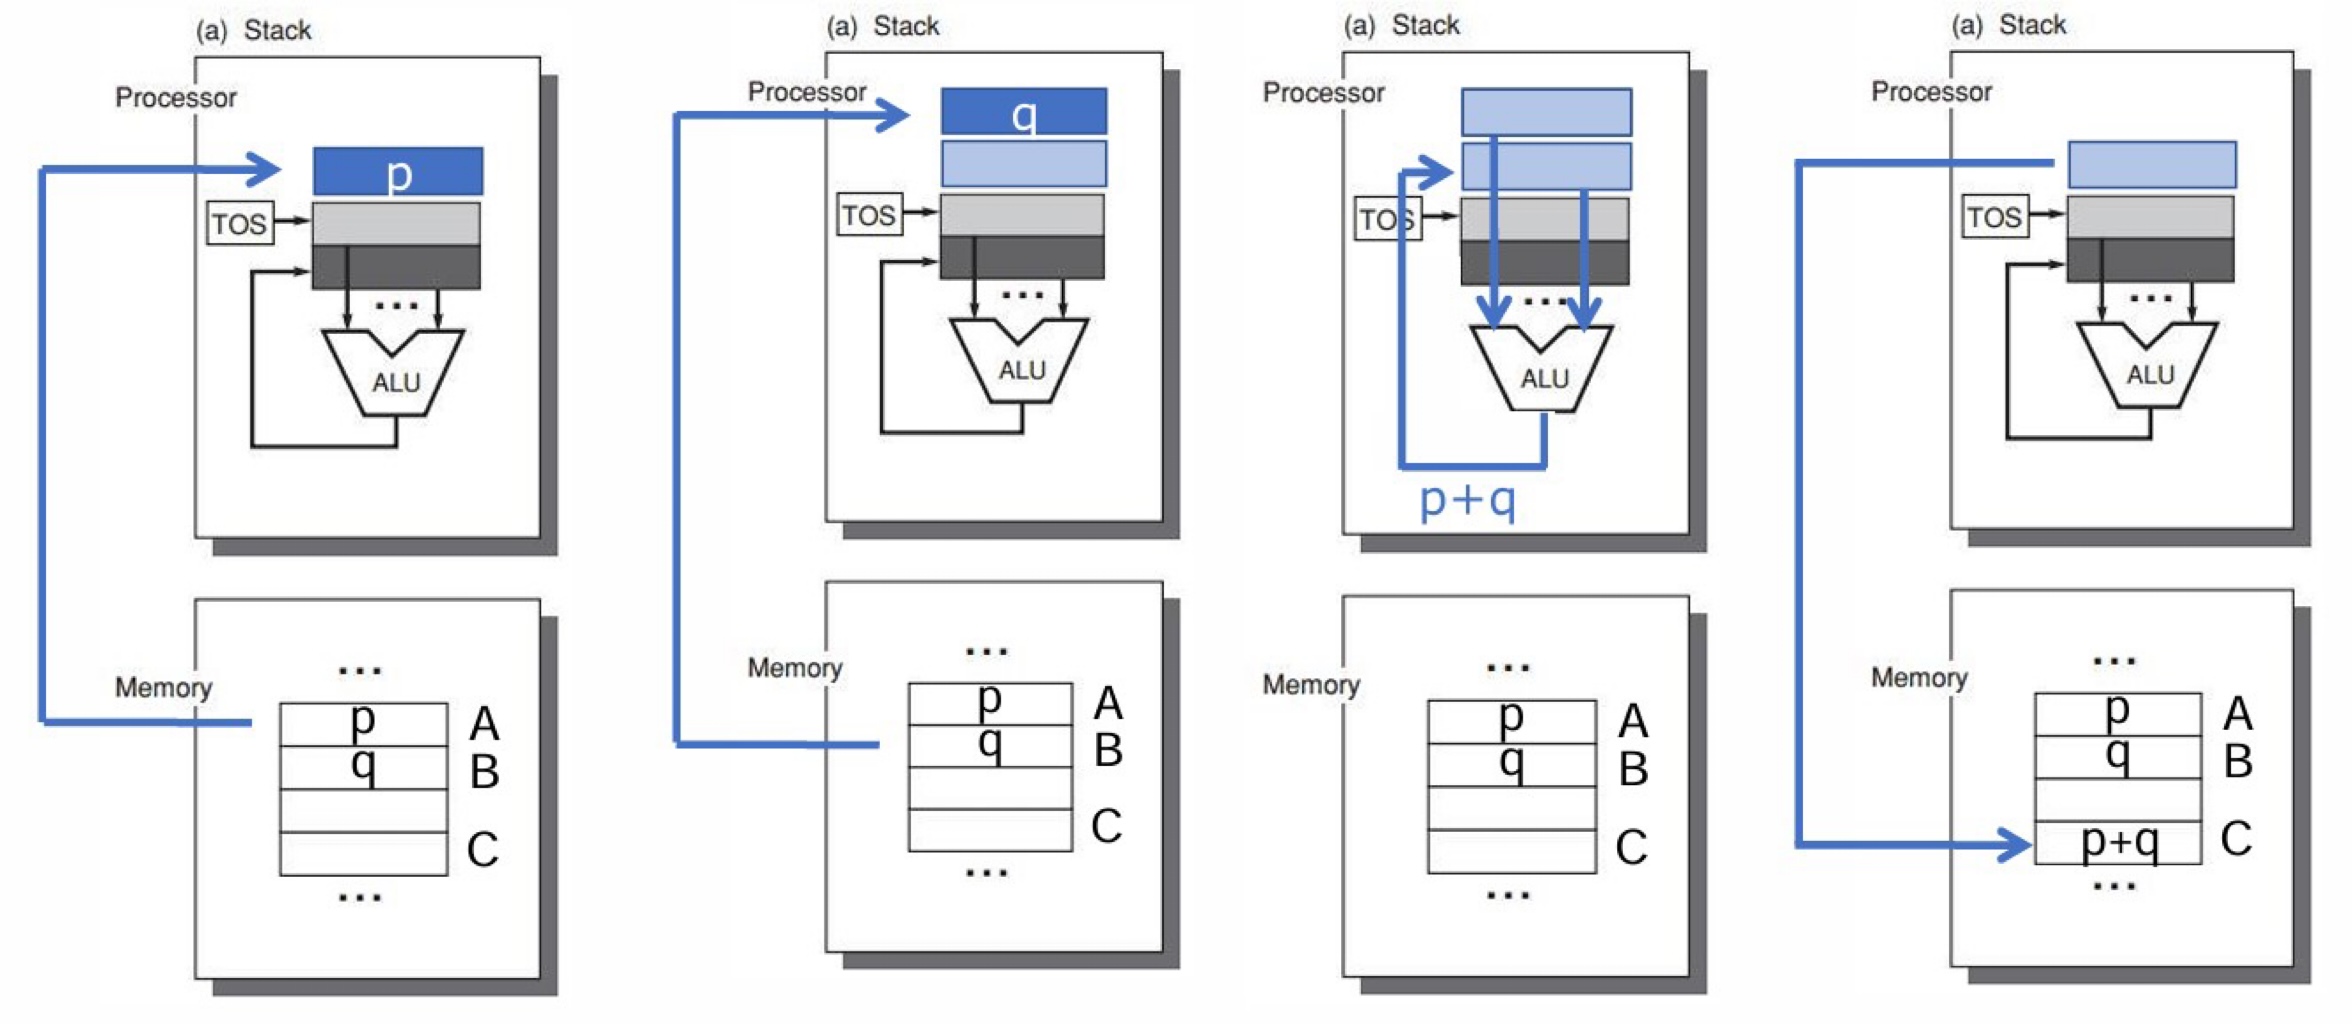 (a) Stack
Processor
p
TOS
...
ALU
Memory
...
p
A
q
B
C
...
(a) Stack
Processor
q
TOS
...
ALU
Memory
...
p
A
q
B
C
...
(a) Stack
Processor
TOS
...
ALU
p+q
Memory
...
p
A
q
B
C
...
(a) Stack
Processor
TOS
...
ALU
Memory
...
p
A
q
B
p+q
C
...